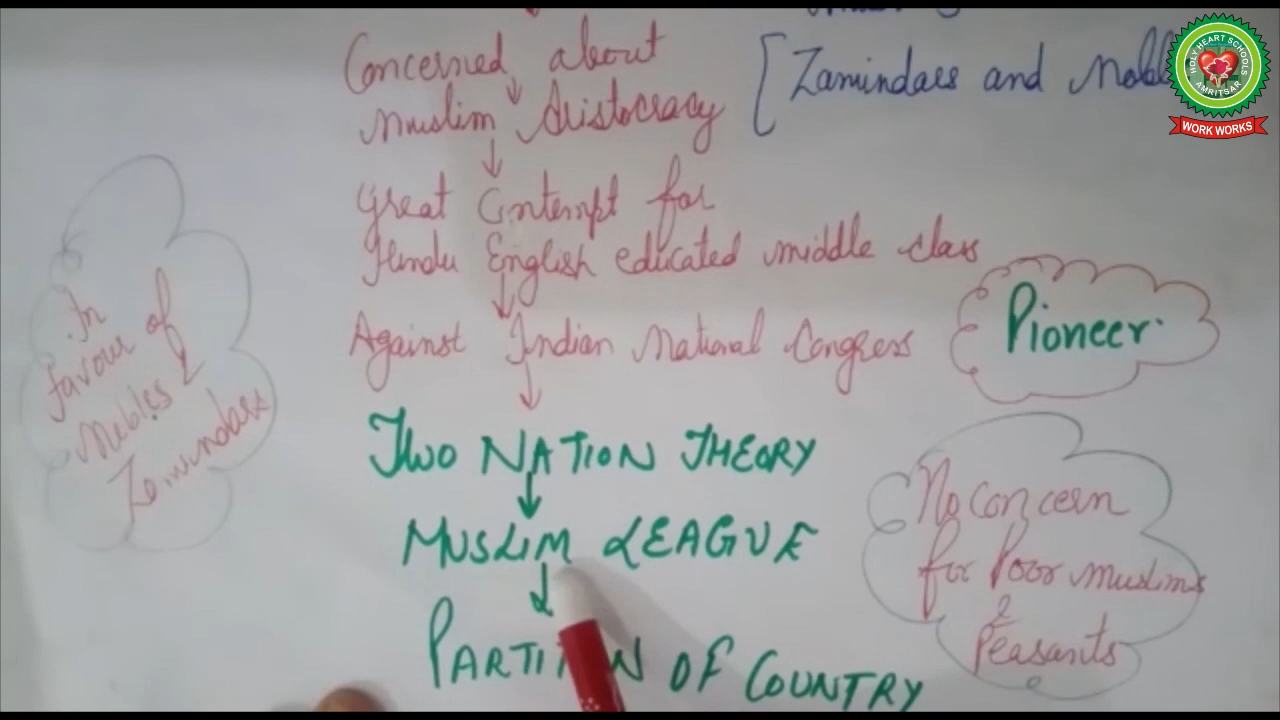 Concerned about
Muslim Aristocracy
[Zamindars and
Great Contempt for
Hindu English educated middle class
Against Indian National Congress
Pioneer.
In
favour of
Nobles &
Zamindars
TWO NATION THEORY
MUSLIM LEAGUE
PARTITION OF COUNTRY
No Concern
for Poor Muslims
&
Peasants
HOLY HEART SCHOOLS
AMRITSAR
WORK WORKS